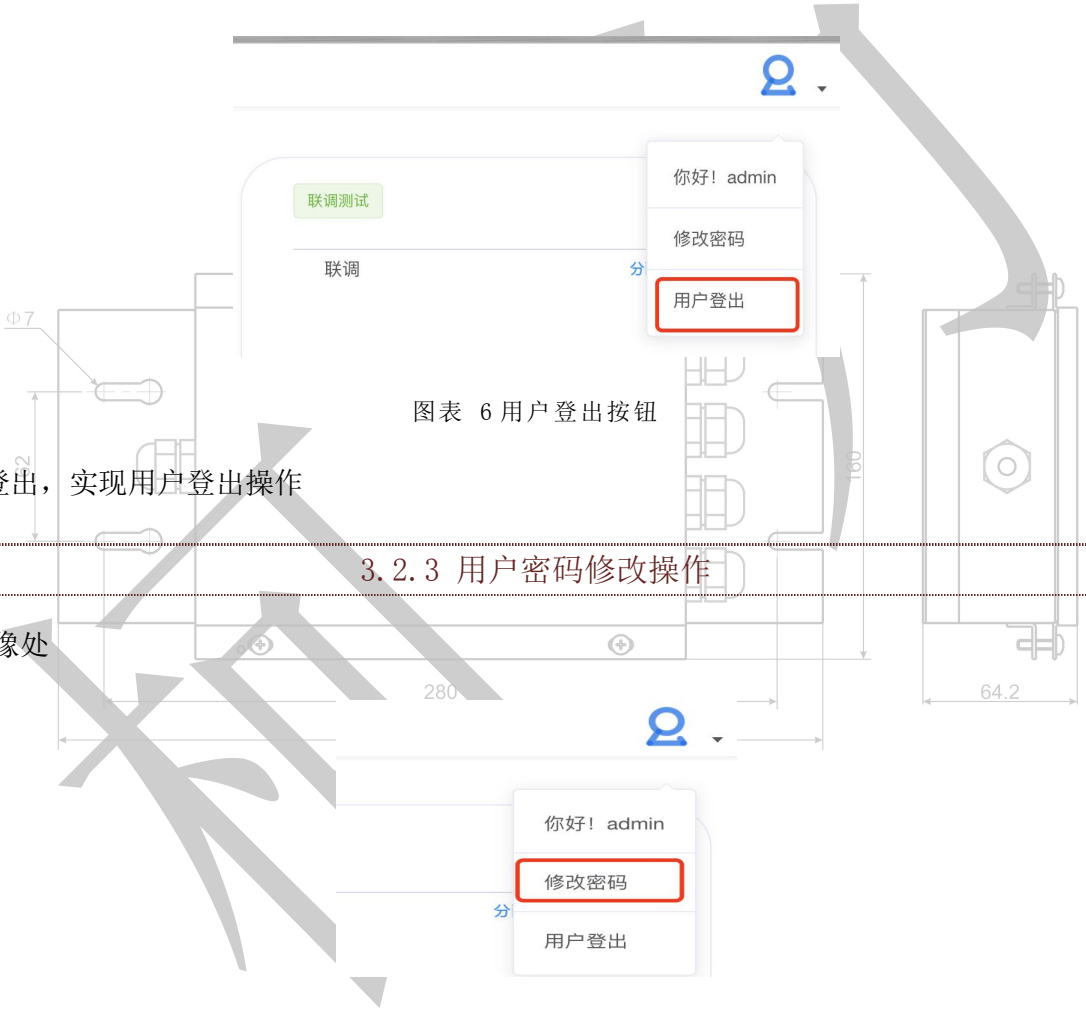 你好！admin
联调测试
修改密码
联调 分
用户登出
Φ7
图表 6 用户登出按钮
62
160
登出，实现用户登出操作
3.2.3 用户密码修改操作
像处
280
64.2
你好！admin
修改密码
分
用户登出